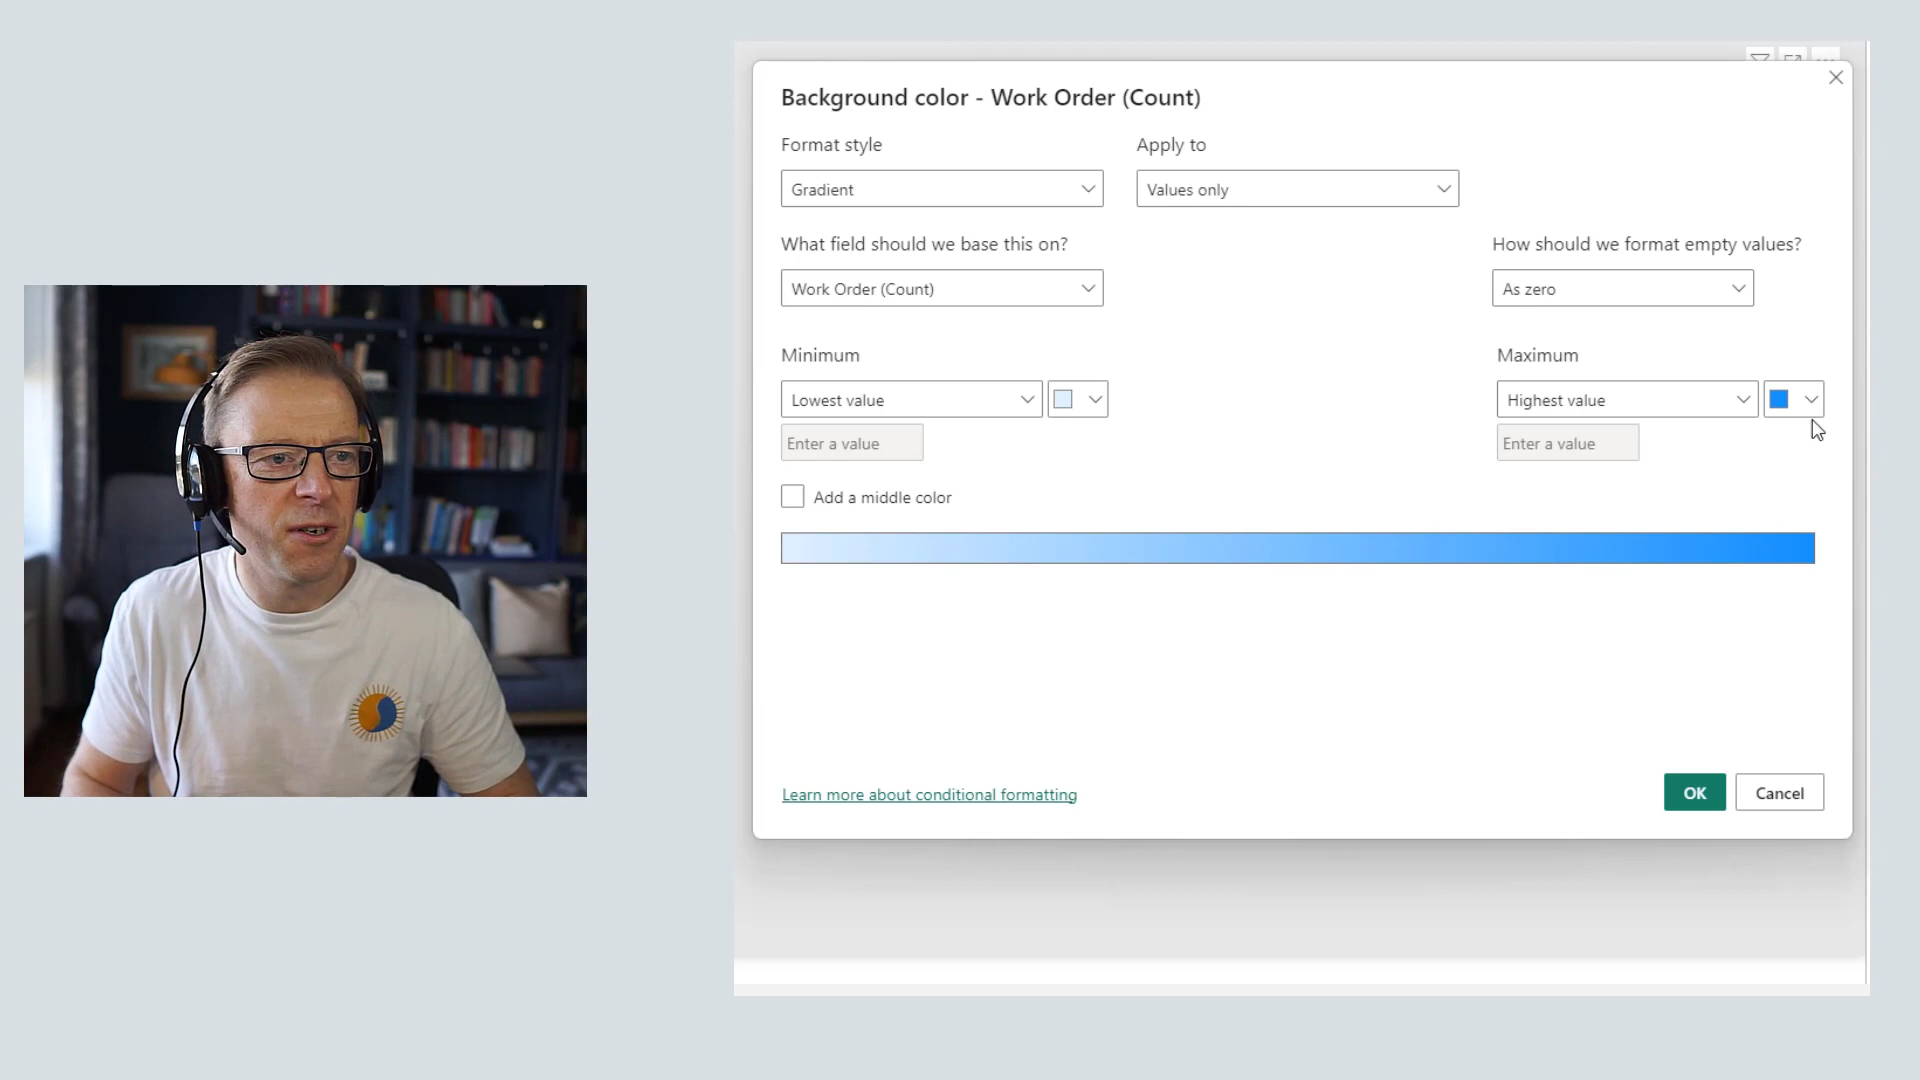 Background color - Work Order (Count)
Format style
Apply to
Gradient
Values only
What field should we base this on?
How should we format empty values?
Work Order (Count)
As zero
Minimum
Maximum
Lowest value
Highest value
Enter a value
Enter a value
Add a middle color
Learn more about conditional formatting
OK
Cancel